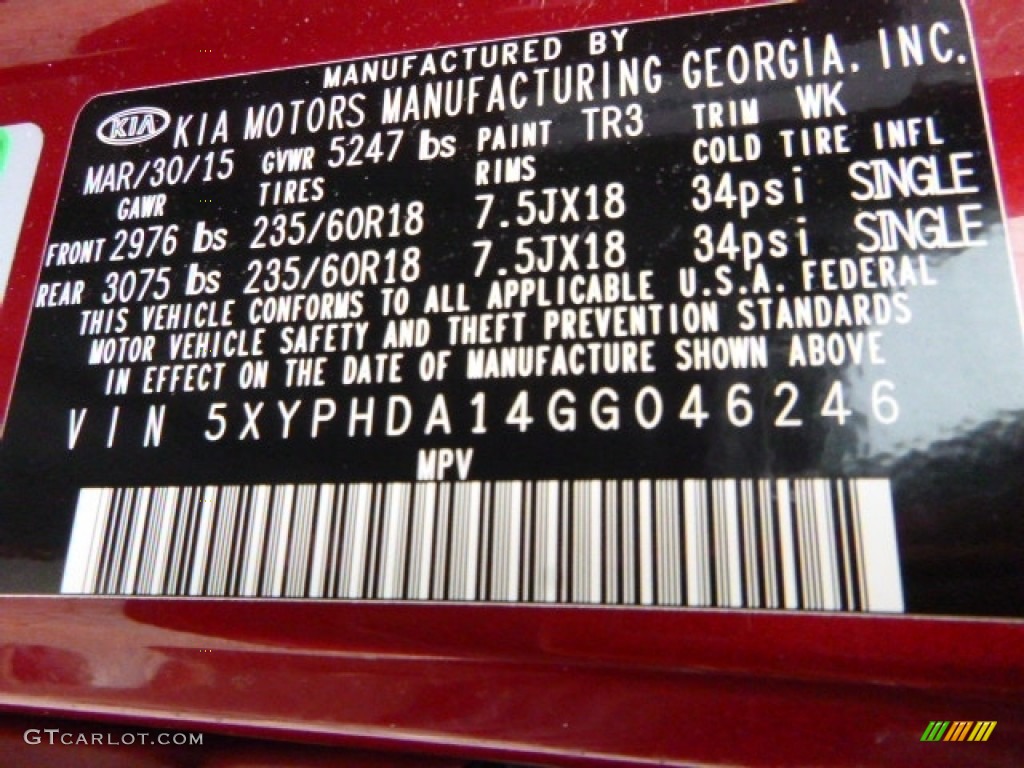 MANUFACTURED BY
KIA KIA MOTORS MANUFACTURING GEORGIA, INC.
MAR/30/15 GVWR 5247 lbs PAINT TR3 TRIM WK
GAWR TIRES RIMS COLD TIRE INFL
FRONT 2976 lbs 235/60R18 7.5JX18 34psi SINGLE
REAR 3075 lbs 235/60R18 7.5JX18 34psi SINGLE
THIS VEHICLE CONFORMS TO ALL APPLICABLE U.S.A. FEDERAL
MOTOR VEHICLE SAFETY AND THEFT PREVENTION STANDARDS
IN EFFECT ON THE DATE OF MANUFACTURE SHOWN ABOVE
VIN 5XYPHDA14GG046246
MPV
GTCARLOT.COM